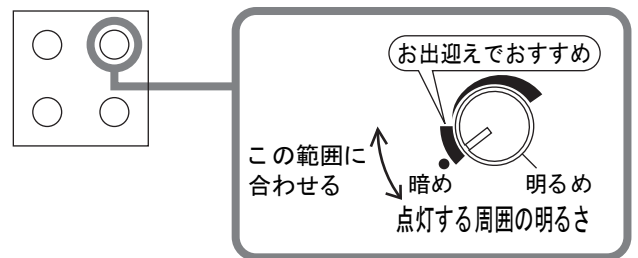 お出迎えでおすすめ
この範囲に
合わせる
暗め
明るめ
点灯する周囲の明るさ